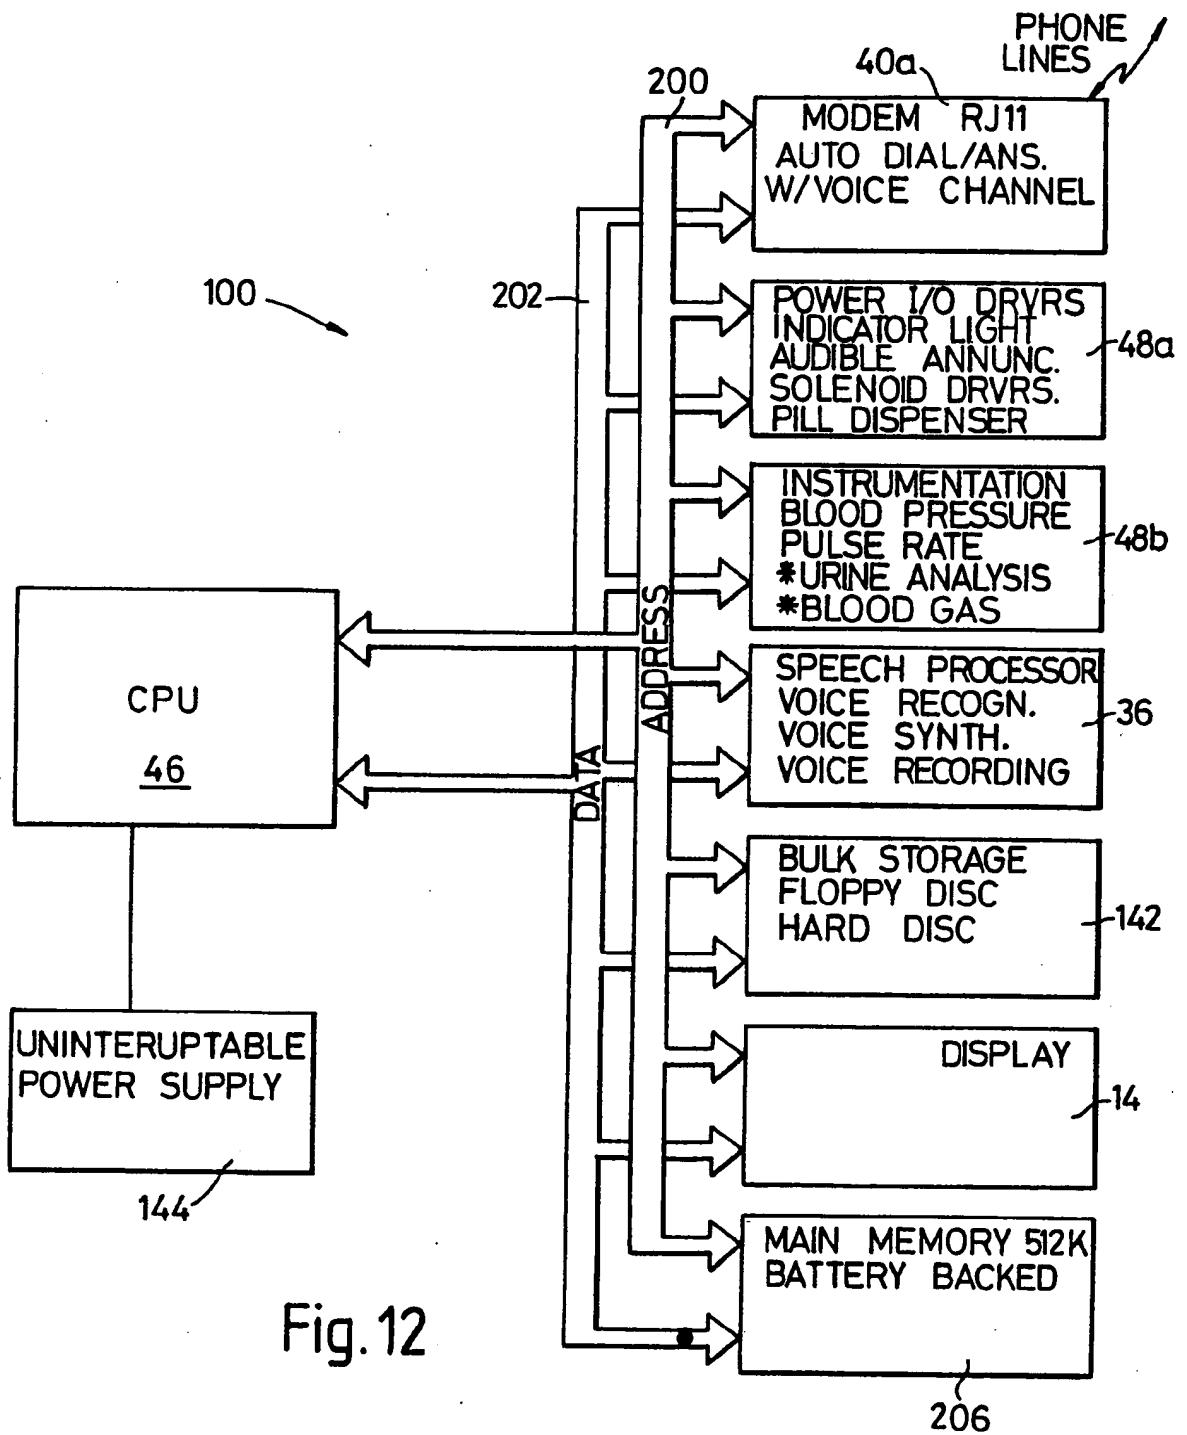 PHONE
LINES
40a
200
MODEM RJ11
AUTO DIAL/ANS.
W/VOICE CHANNEL
100
202
POWER I/O DRVRS
INDICATOR LIGHT
AUDIBLE ANNUNC.
SOLENOID DRVRS.
PILL DISPENSER
48a
INSTRUMENTATION
BLOOD PRESSURE
PULSE RATE
*URINE ANALYSIS
*BLOOD GAS
48b
ADDRESS
DATA
CPU
46
SPEECH PROCESSOR
VOICE RECOGN.
VOICE SYNTH.
VOICE RECORDING
36
BULK STORAGE
FLOPPY DISC
HARD DISC
142
UNINTERUPTABLE
POWER SUPPLY
144
DISPLAY
14
MAIN MEMORY 512K
BATTERY BACKED
206
Fig. 12